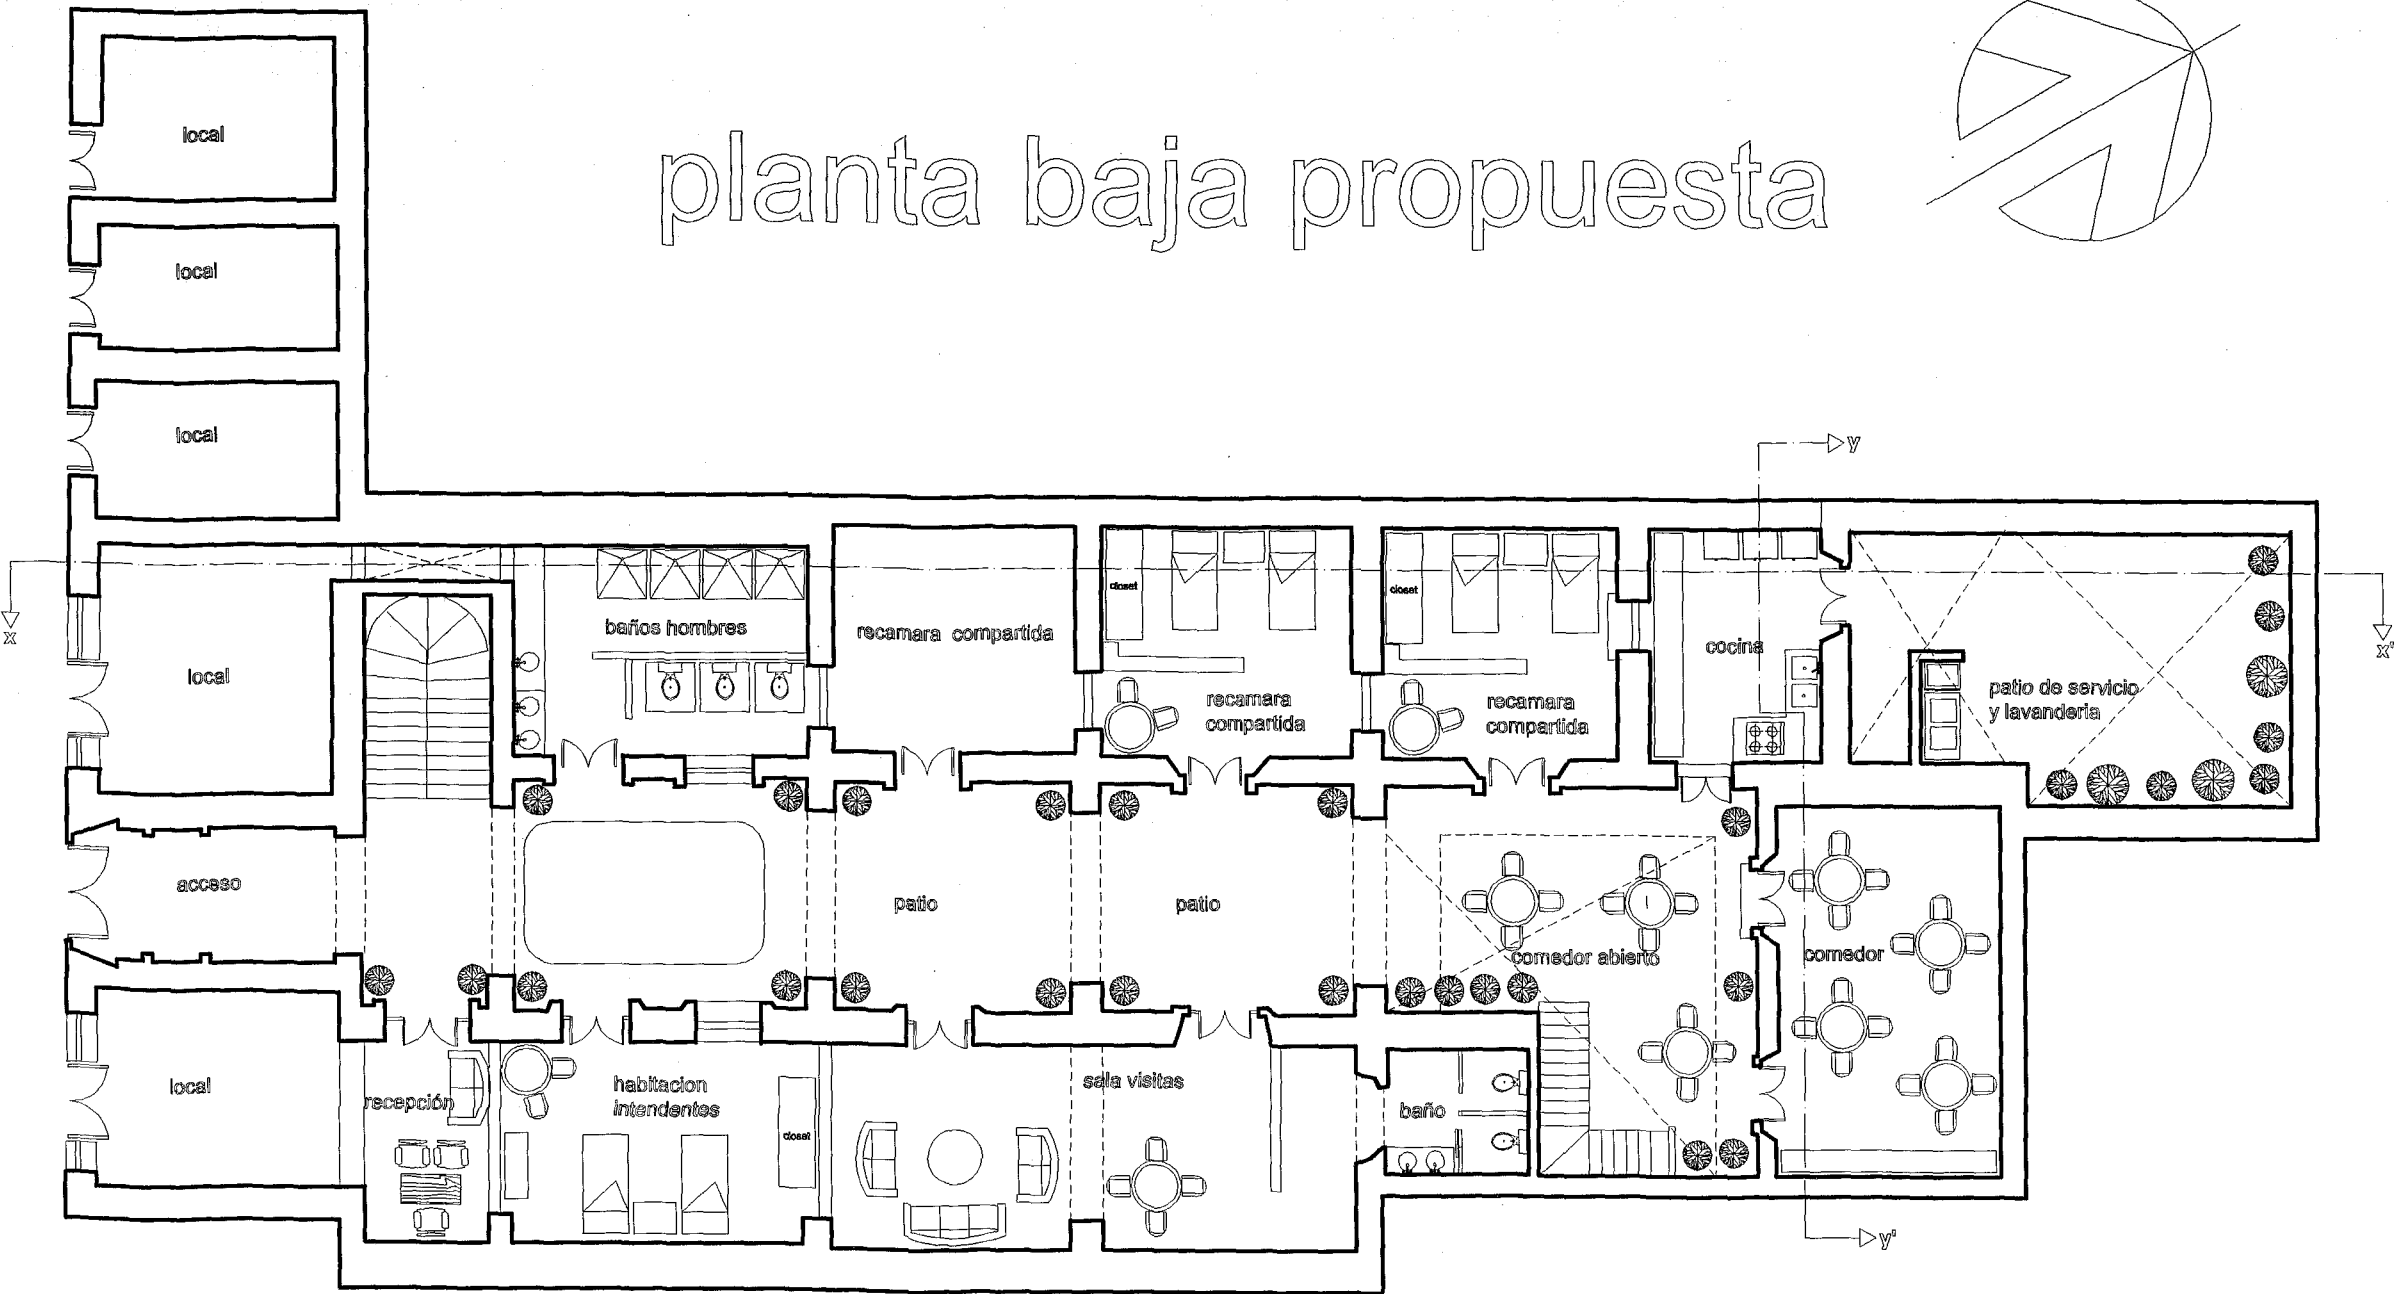 planta baja propuesta
local
local
local
y
x
closet
closet
baños hombres
recamara compartida
cocina
x'
local
recamara
compartida
recamara
compartida
patio de servicio
y lavanderia
acceso
patio
patio
comedor abierto
comedor
local
recepción
habitacion
intendentes
closet
sala visitas
baño
y'